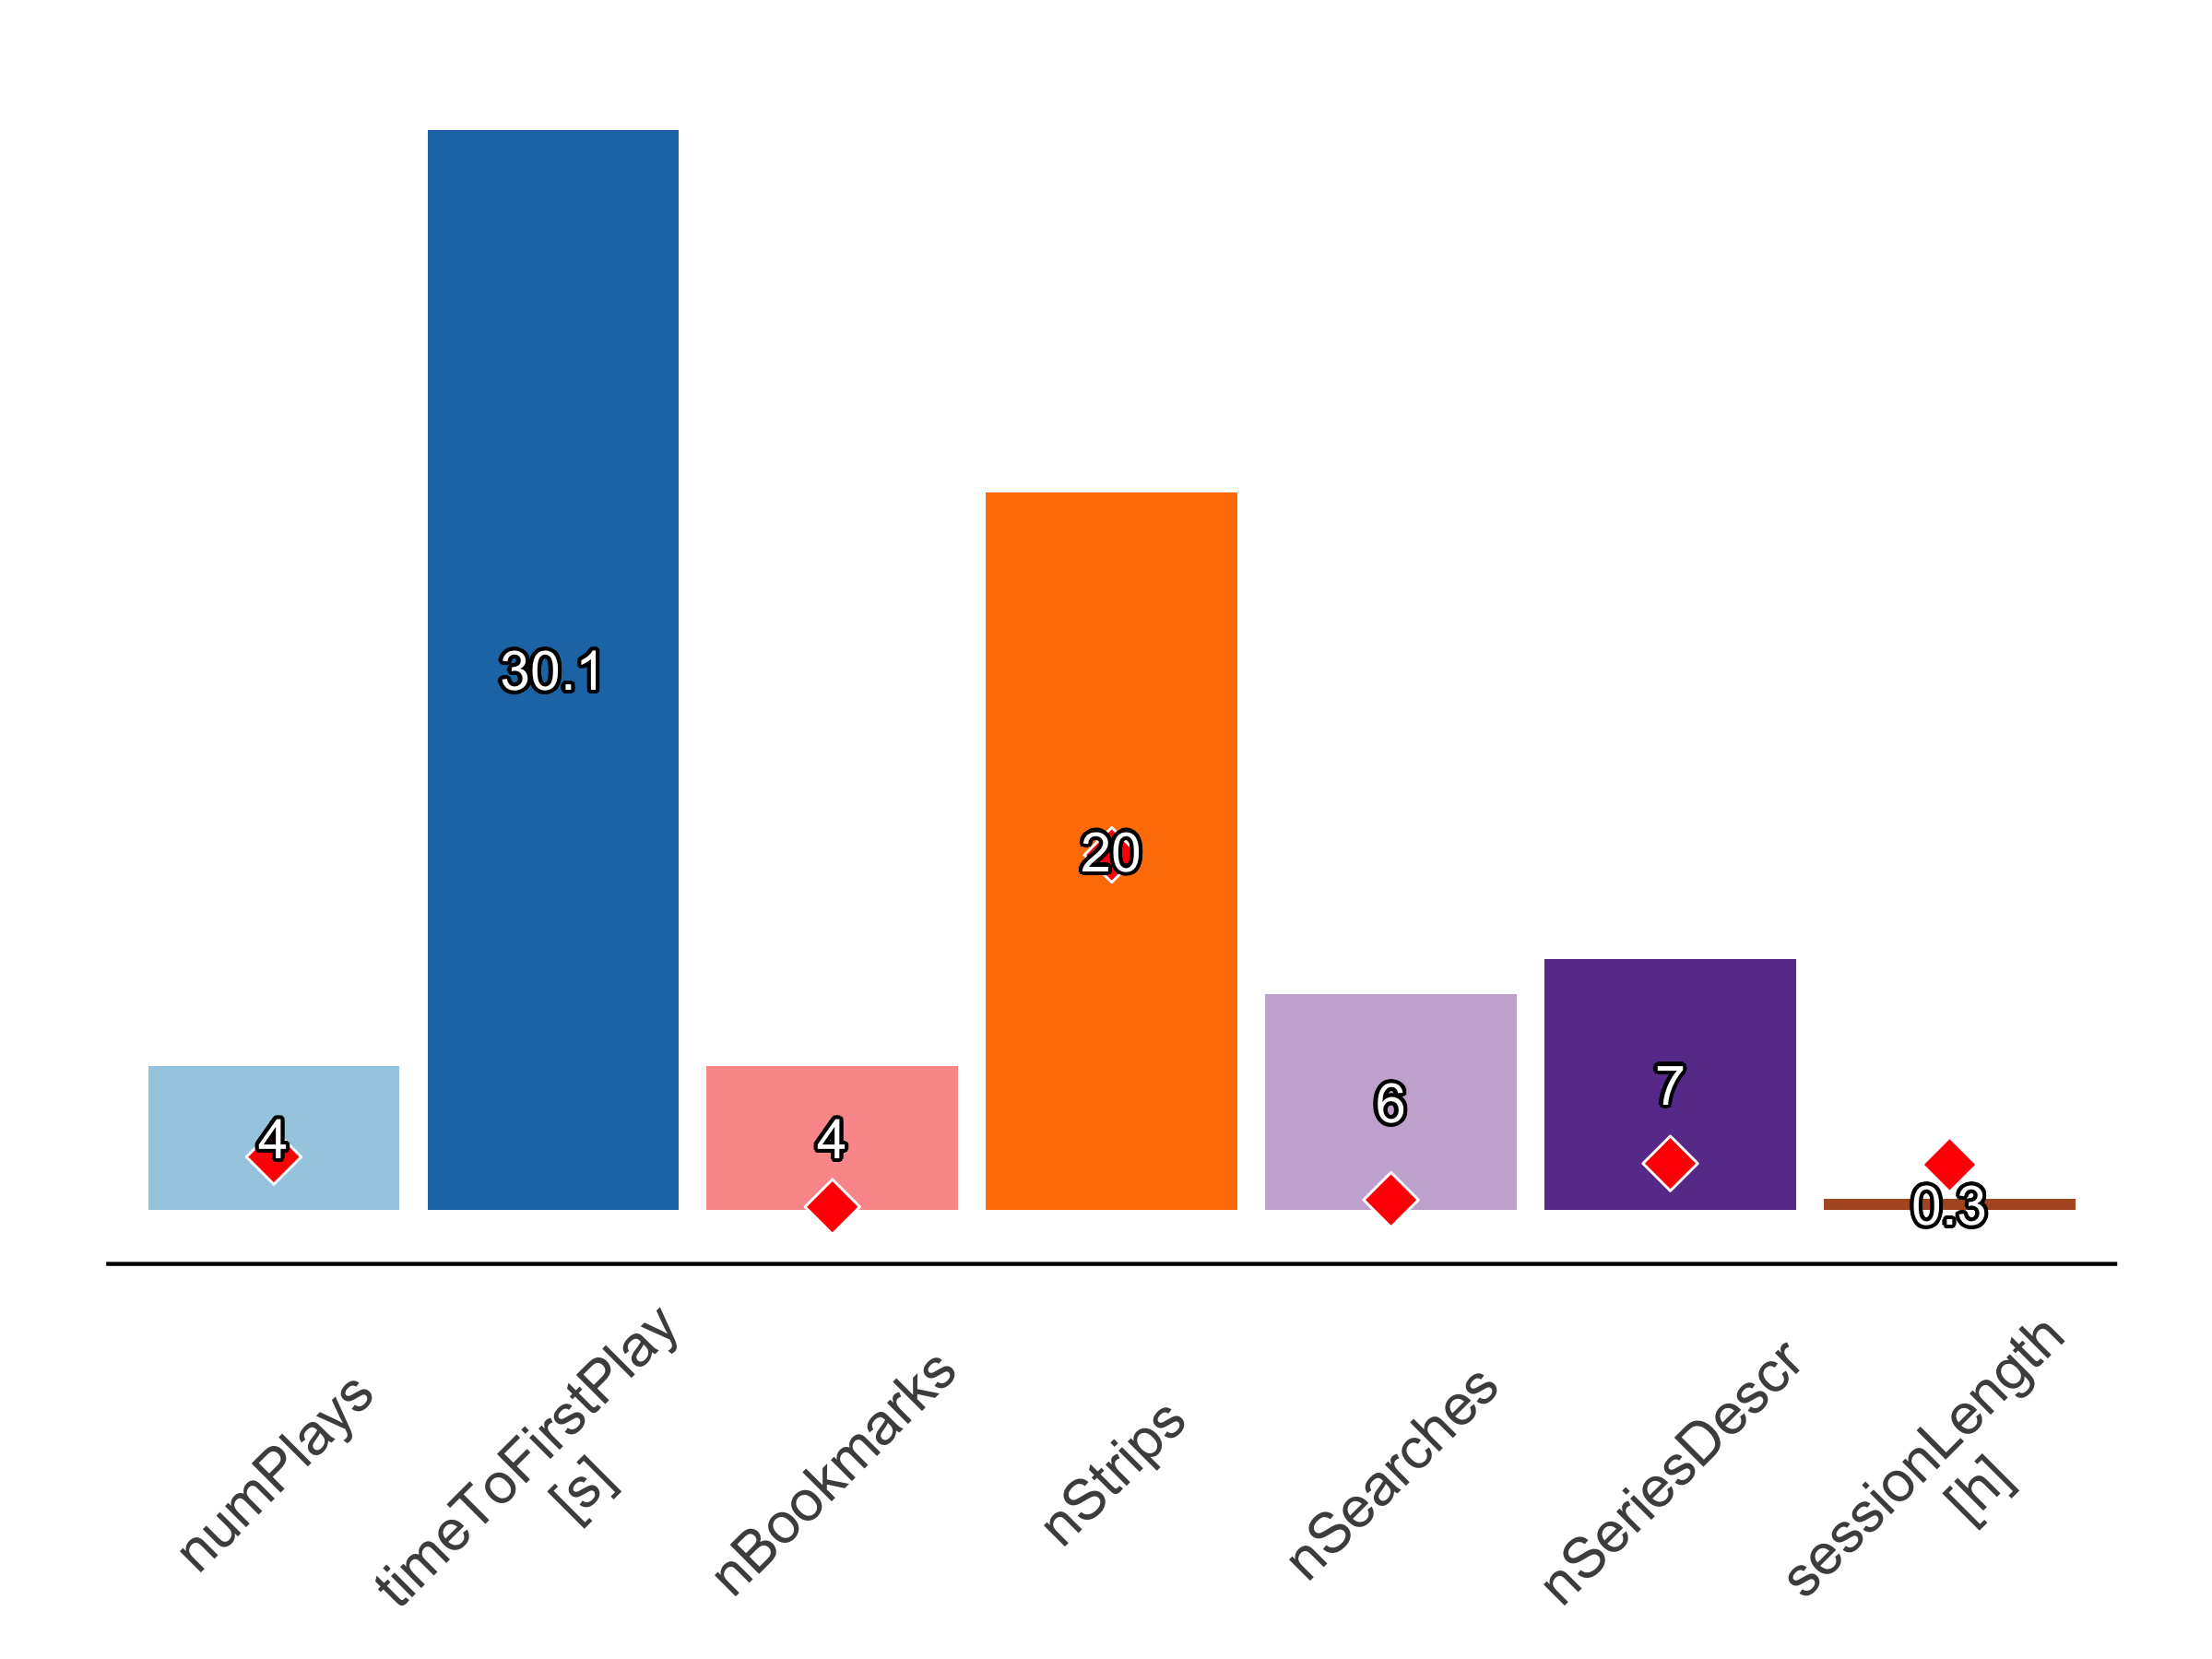 30.1
20
7
6
4
4
0.3
numPlays
timeToFirstPlay
[s]
nBookmarks
nStrips
nSearches
nSeriesDescr
sessionLength
[h]